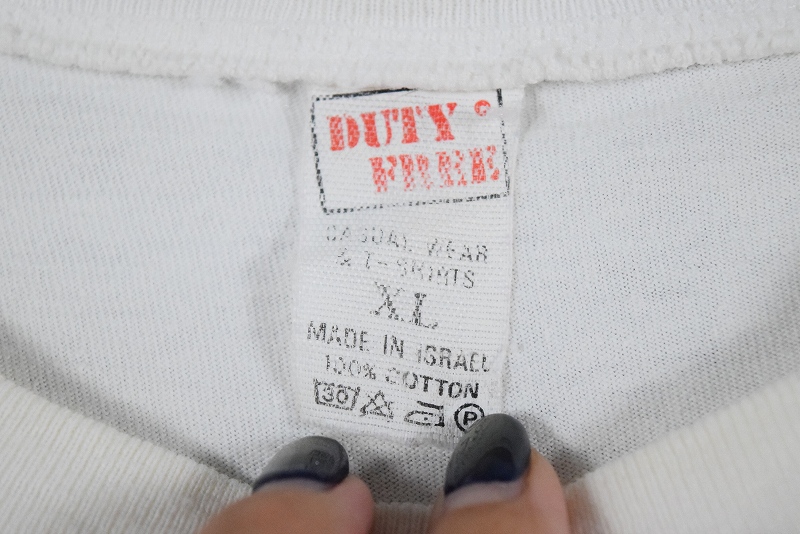 DUTY ©
FREE
CASUAL WEAR
& T-SHIRTS
XL
MADE IN ISRAEL
100% COTTON
30 P